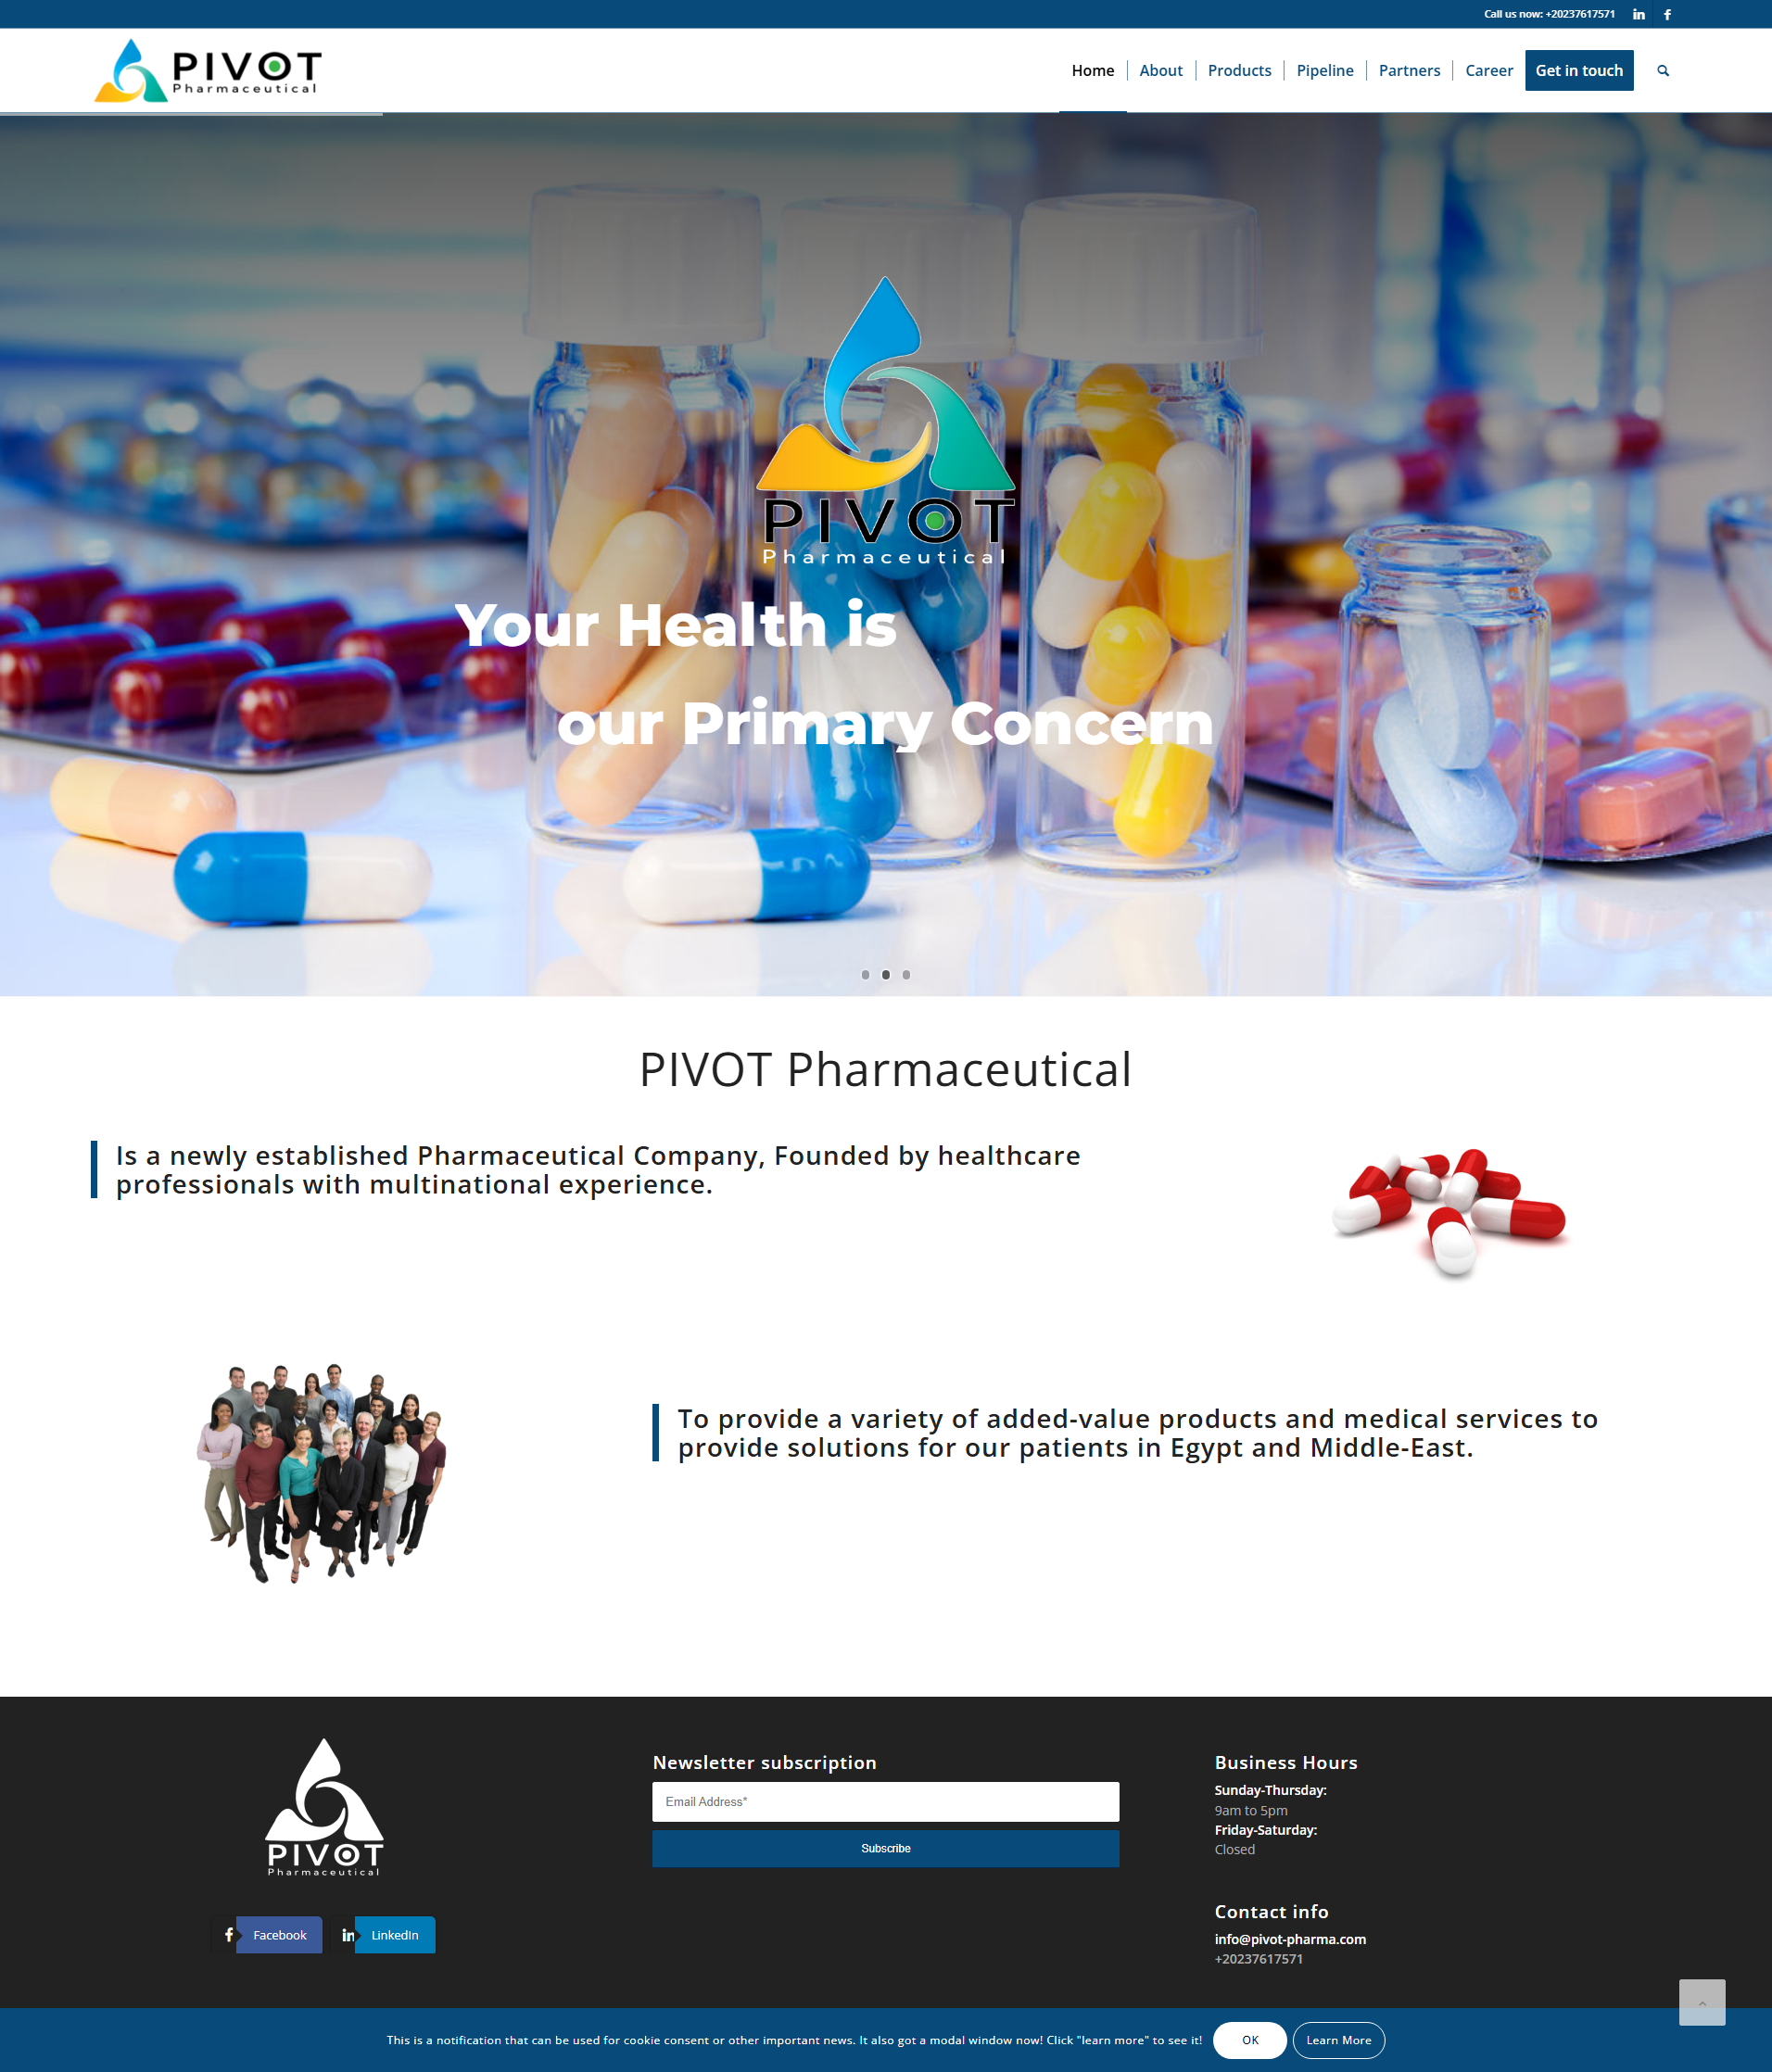 Call us now: +20237617571
PIVOT
Pharmaceutical
Home
About
Products
Pipeline
Partners
Career
Get in touch
PIVOT
Pharmaceutical
Your Health is
our Primary Concern
PIVOT Pharmaceutical
Is a newly established Pharmaceutical Company, Founded by healthcare
professionals with multinational experience.
To provide a variety of added-value products and medical services to
provide solutions for our patients in Egypt and Middle-East.
PIVOT
Pharmaceutical
Facebook
LinkedIn
Newsletter subscription
Email Address*
Subscribe
Business Hours
Sunday-Thursday:
9am to 5pm
Friday-Saturday:
Closed
Contact info
info@pivot-pharma.com
+20237617571
This is a notification that can be used for cookie consent or other important news. It also got a modal window now! Click "learn more" to see it!
OK
Learn More